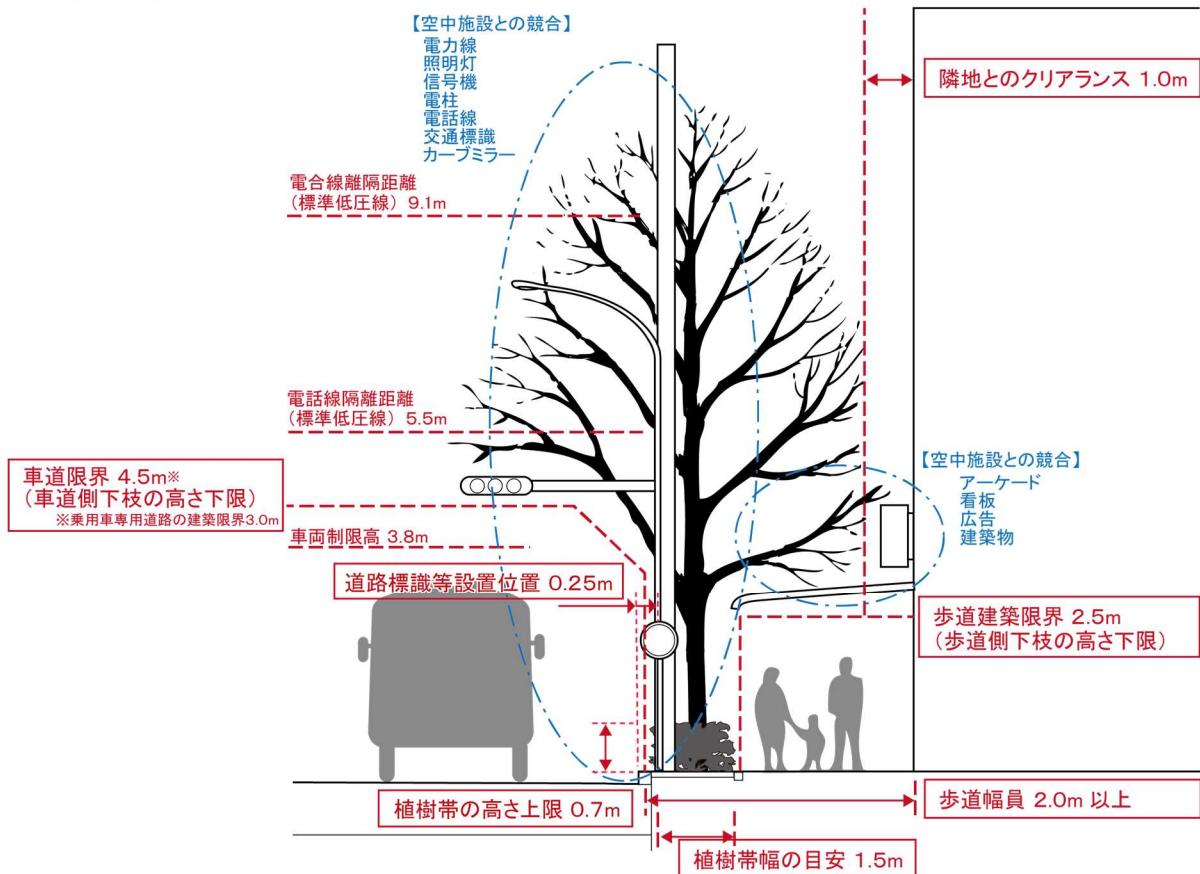 【空中施設との競合】
電力線
照明灯
信号機
電柱
電話線
交通標識
カーブミラー
隣地とのクリアランス 1.0m
電合線離隔距離
（標準低圧線） 9.1m
電話線隔離距離
（標準低圧線） 5.5m
車道限界 4.5m※
（車道側下枝の高さ下限）
※乗用車専用道路の建築限界3.0m
車両制限高 3.8m
【空中施設との競合】
アーケード
看板
広告
建築物
道路標識等設置位置 0.25m
歩道建築限界 2.5m
（歩道側下枝の高さ下限）
植樹帯の高さ上限 0.7m
歩道幅員 2.0m 以上
植樹帯幅の目安 1.5m